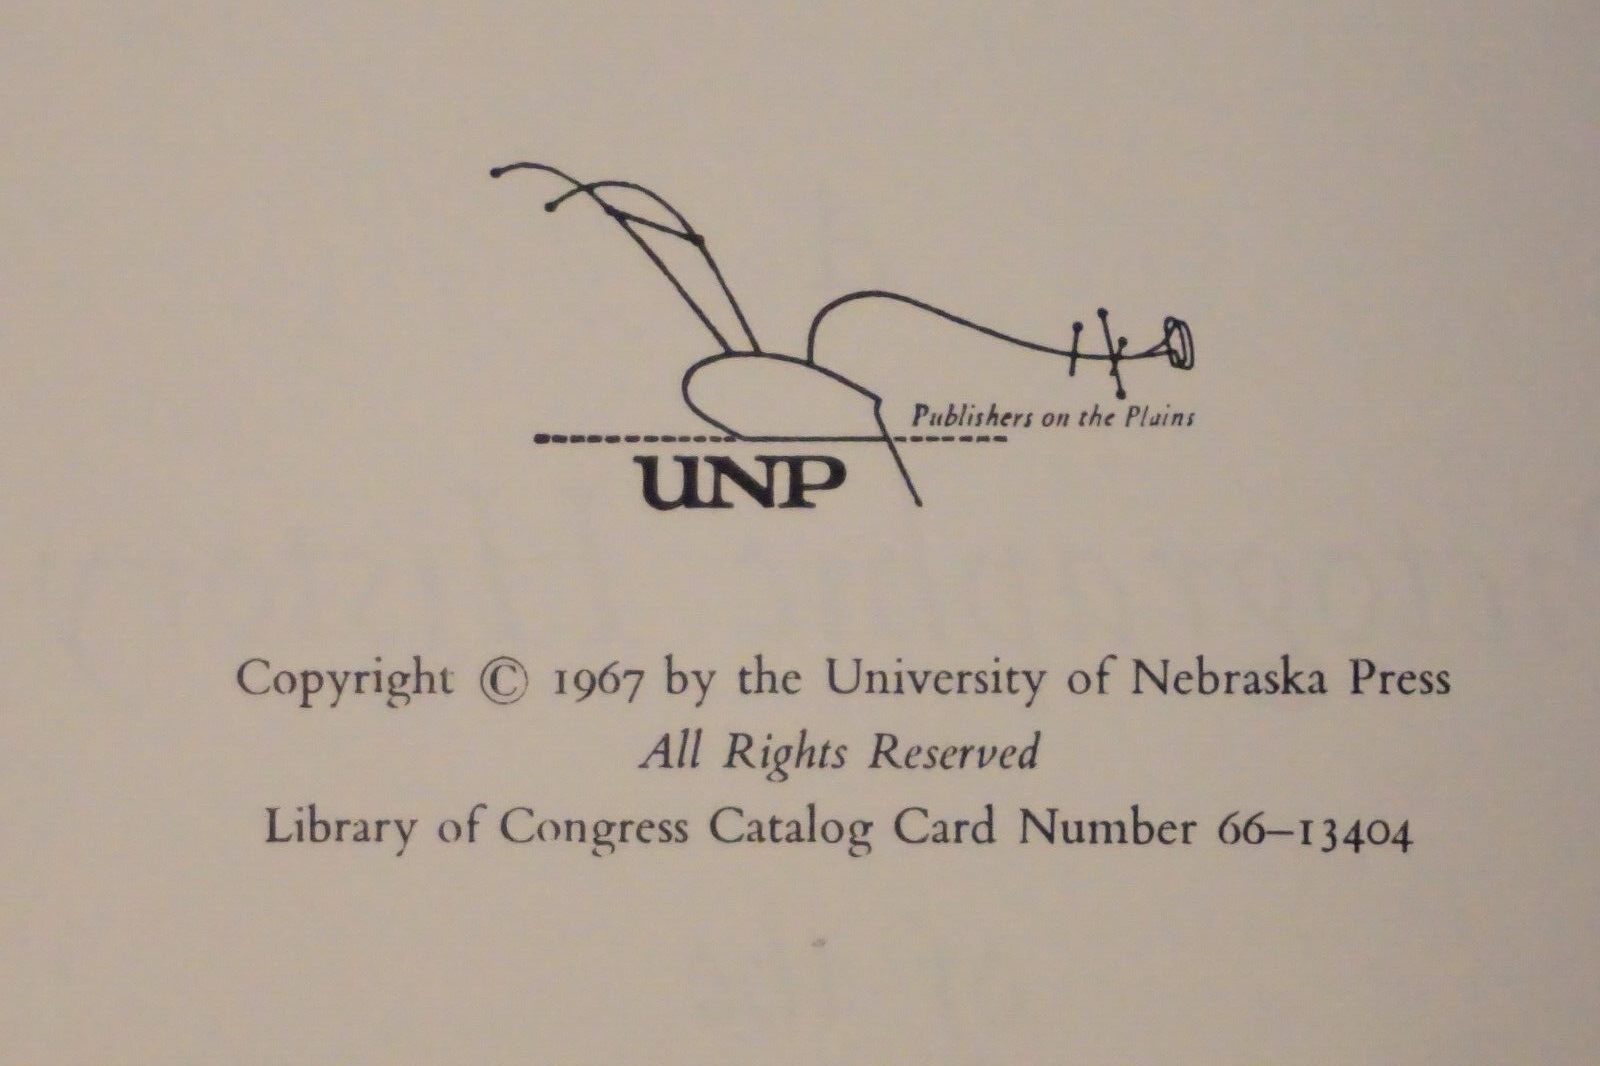 Publishers on the Plains
UNP
Copyright © 1967 by the University of Nebraska Press
All Rights Reserved
Library of Congress Catalog Card Number 66–13404